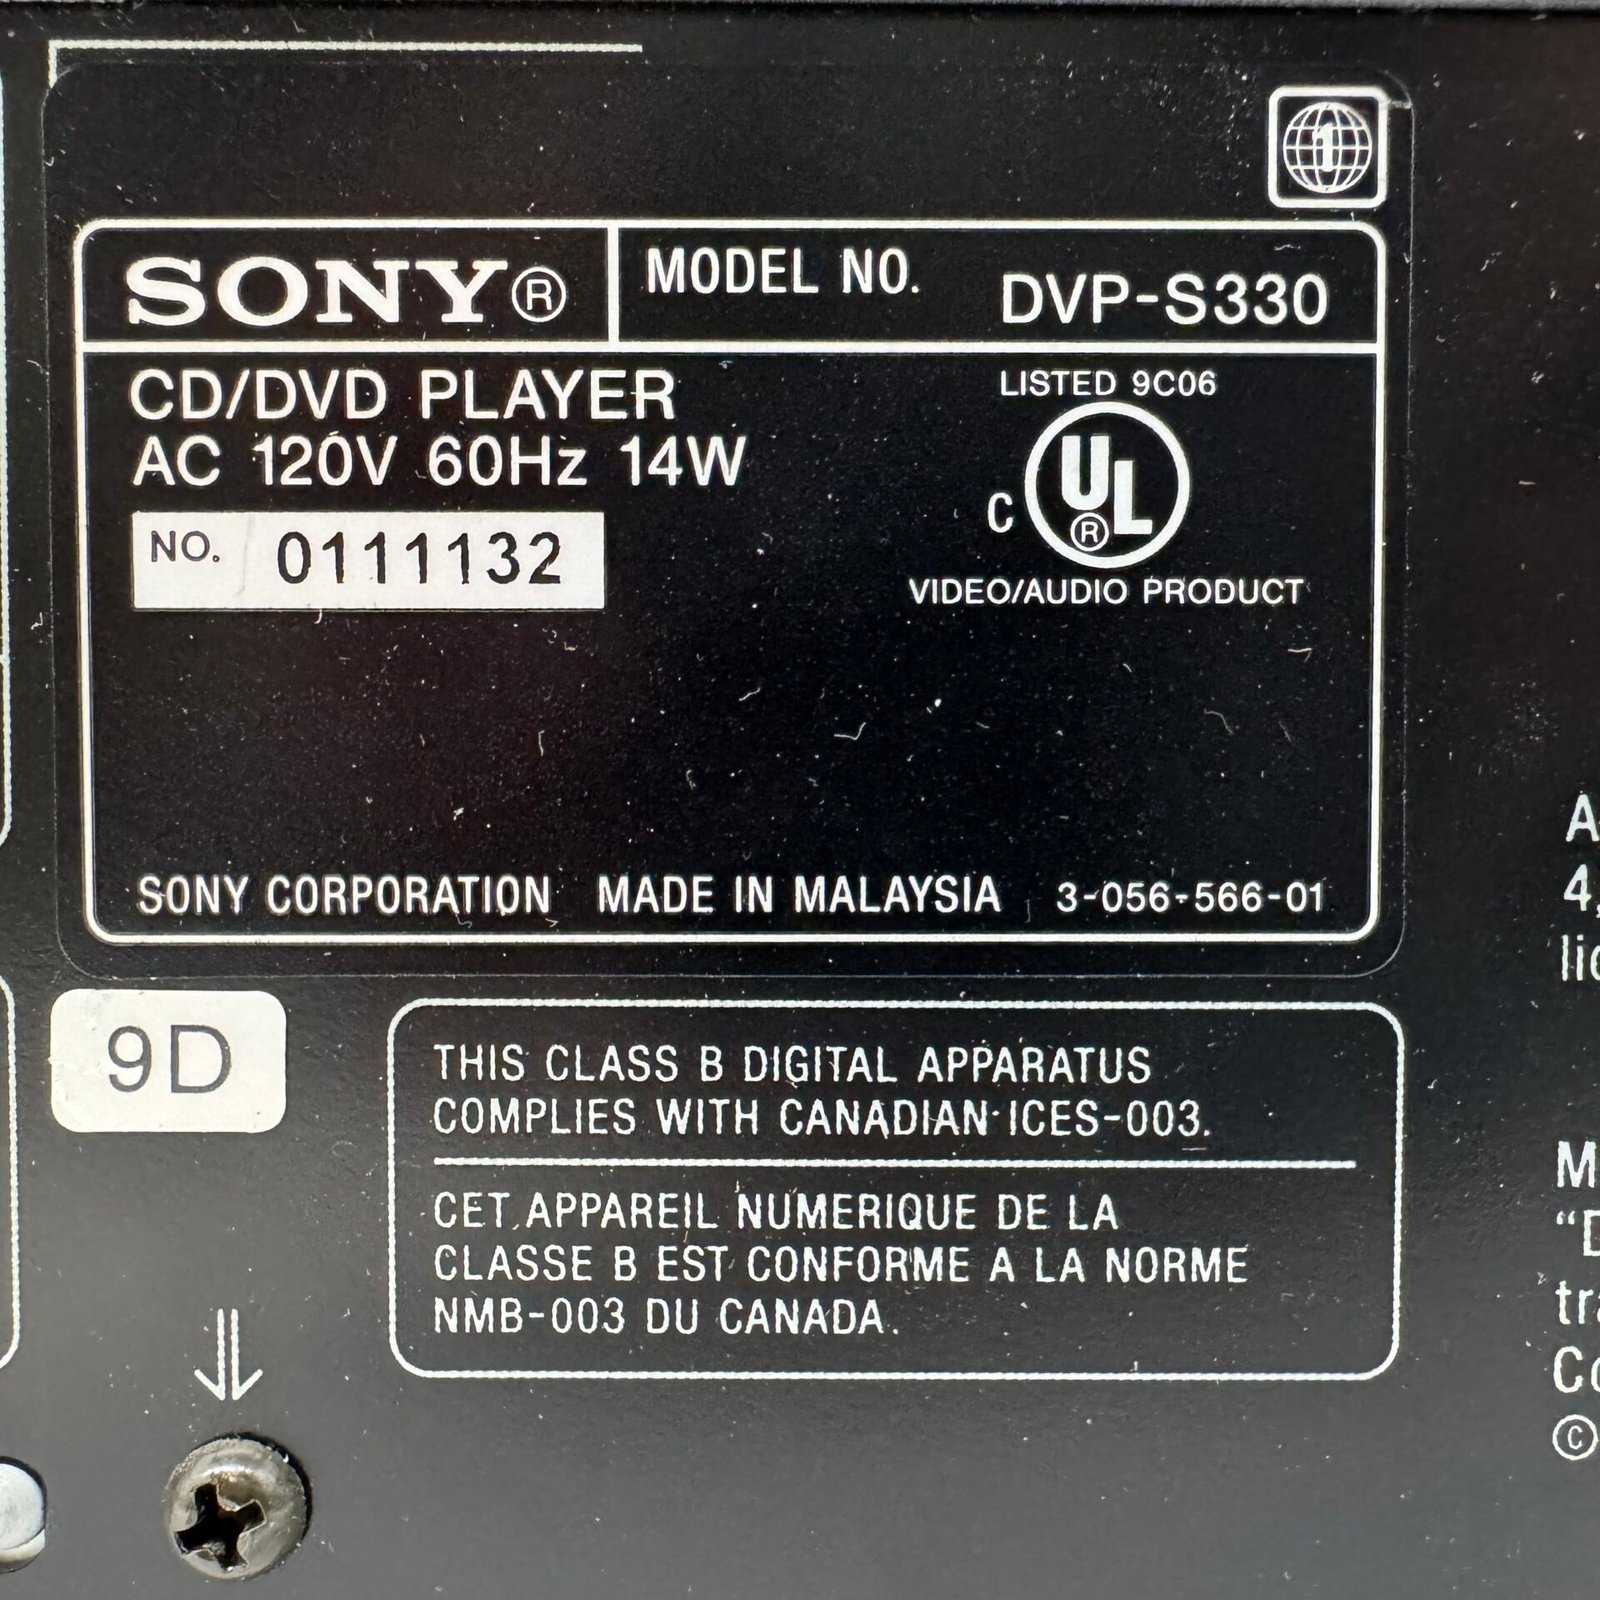 1
SONY® MODEL NO. DVP-S330
CD/DVD PLAYER
AC 120V 60Hz 14W
NO. 0111132
LISTED 9C06
C UL®
VIDEO/AUDIO PRODUCT
SONY CORPORATION MADE IN MALAYSIA 3-056-566-01
9D
THIS CLASS B DIGITAL APPARATUS
COMPLIES WITH CANADIAN ICES-003.
CET APPAREIL NUMERIQUE DE LA
CLASSE B EST CONFORME A LA NORME
NMB-003 DU CANADA.
©